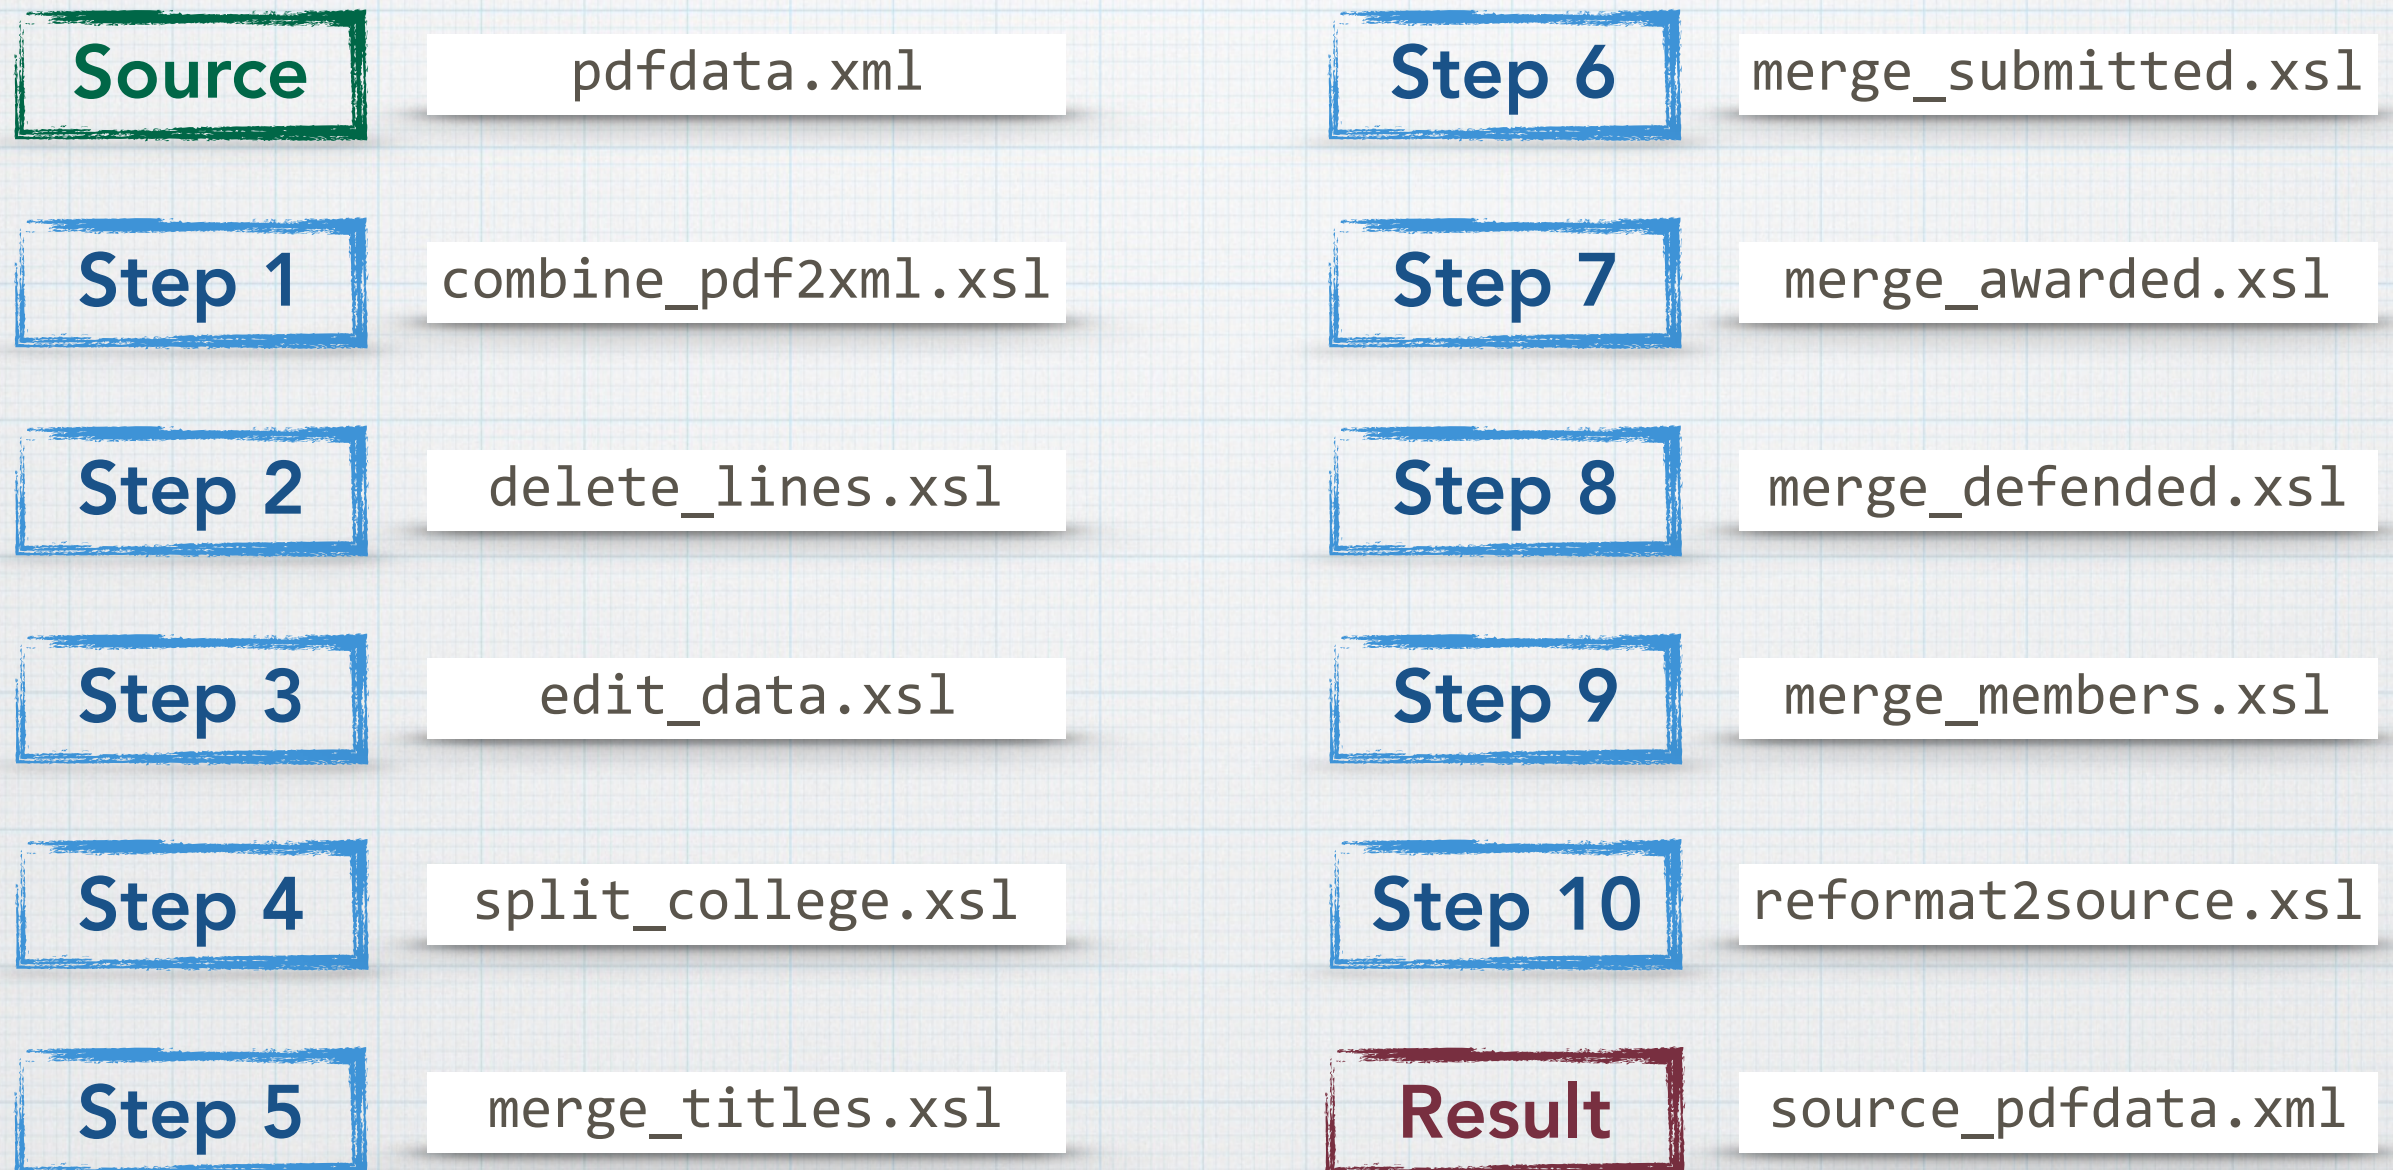 Source
pdfdata.xml
Step 1
combine_pdf2xml.xsl
Step 2
delete_lines.xsl
Step 3
edit_data.xsl
Step 4
split_college.xsl
Step 5
merge_titles.xsl
Step 6
merge_submitted.xsl
Step 7
merge_awarded.xsl
Step 8
merge_defended.xsl
Step 9
merge_members.xsl
Step 10
reformat2source.xsl
Result
source_pdfdata.xml